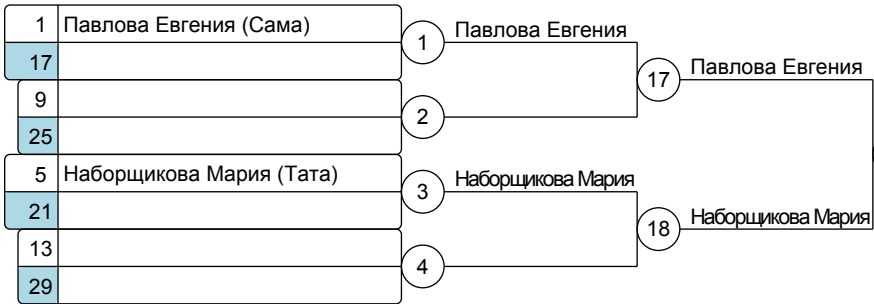 1 Павлова Евгения (Сама)
17
9
25
5 Наборщикова Мария (Тата)
21
13
29
1 Павлова Евгения
2
3 Наборщикова Мария
4
17 Павлова Евгения
18 Наборщикова Мария